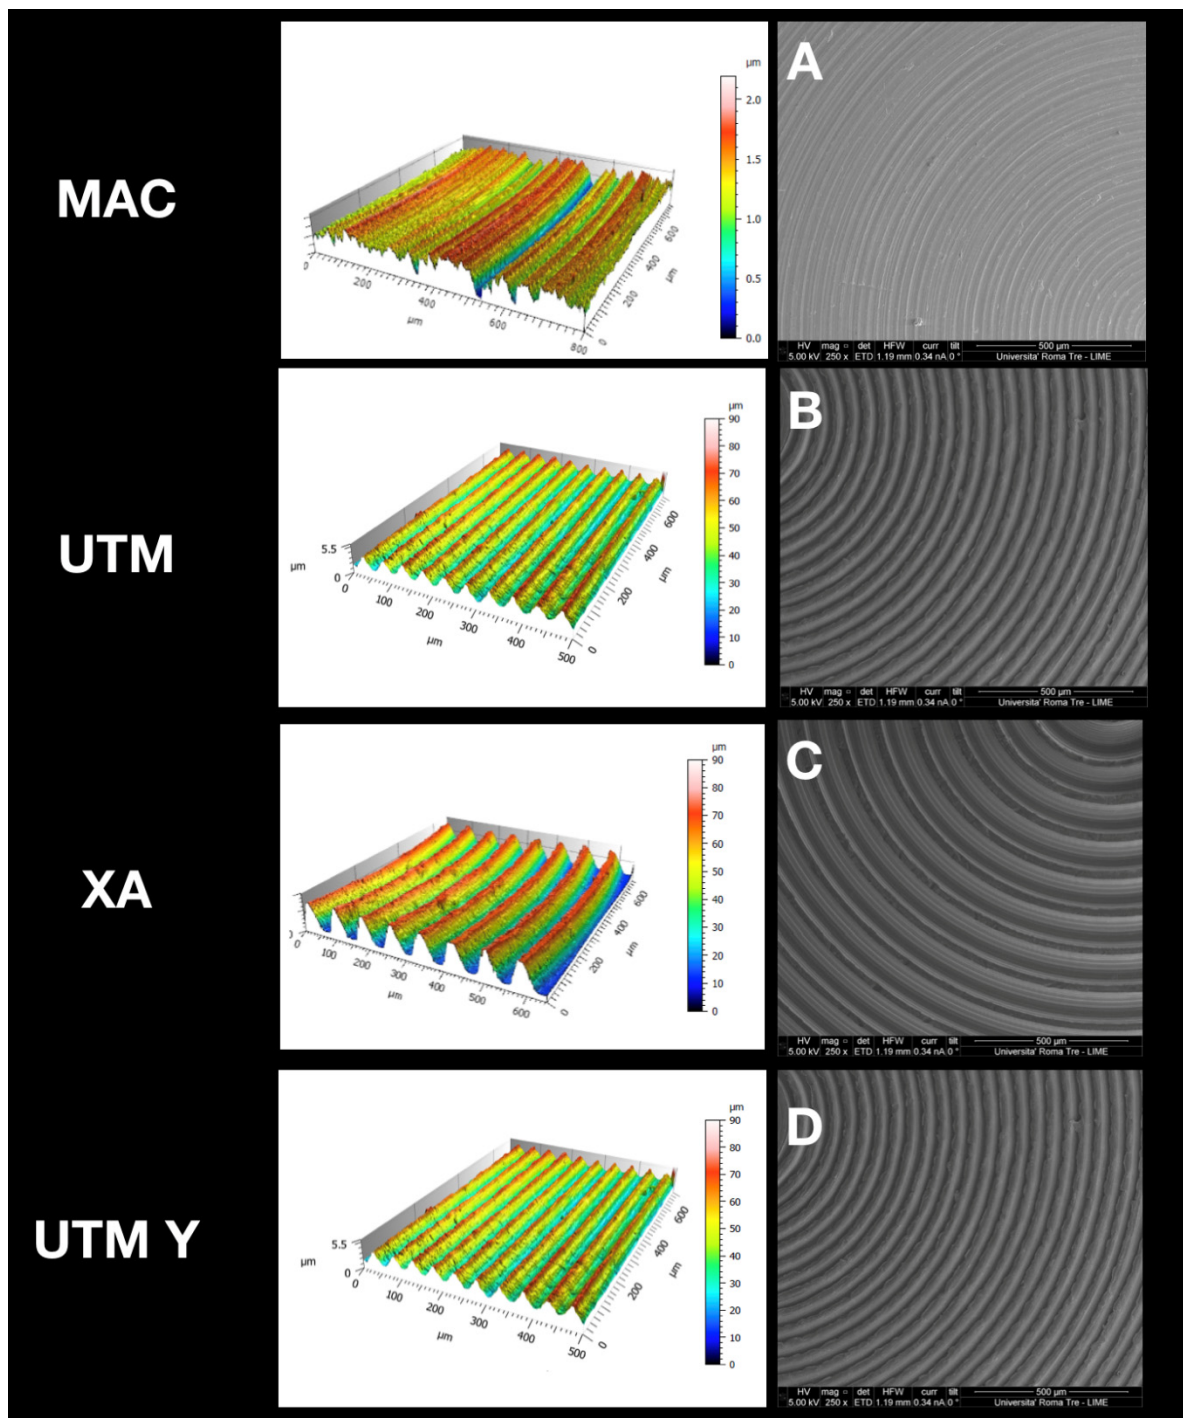 MAC
µm
2.0
1.5
1.0
0.5
0.0
0
200
400
600
800
µm
0
200
400
600
µm
A
HV mag □ det HFW curr tilt 500 µm
5.00 kV 250 x ETD 1.19 mm 0.34 nA 0 ° Universita' Roma Tre - LIME
UTM
µm
90
80
70
60
50
40
30
20
10
0
5.5
µm
0
0
100
200
300
400
500
µm
0
200
400
600
µm
B
HV mag □ det HFW curr tilt 500 µm
5.00 kV 250 x ETD 1.19 mm 0.34 nA 0 ° Universita' Roma Tre - LIME
XA
µm
90
80
70
60
50
40
30
20
10
0
0
0
100
200
300
400
500
600
µm
0
200
400
600
µm
C
HV mag □ det HFW curr tilt 500 µm
5.00 kV 250 x ETD 1.19 mm 0.34 nA 0 ° Universita' Roma Tre - LIME
UTM Y
µm
90
80
70
60
50
40
30
20
10
0
5.5
µm
0
0
100
200
300
400
500
µm
0
200
400
600
µm
D
HV mag □ det HFW curr tilt 500 µm
5.00 kV 250 x ETD 1.19 mm 0.34 nA 0 ° Universita' Roma Tre - LIME